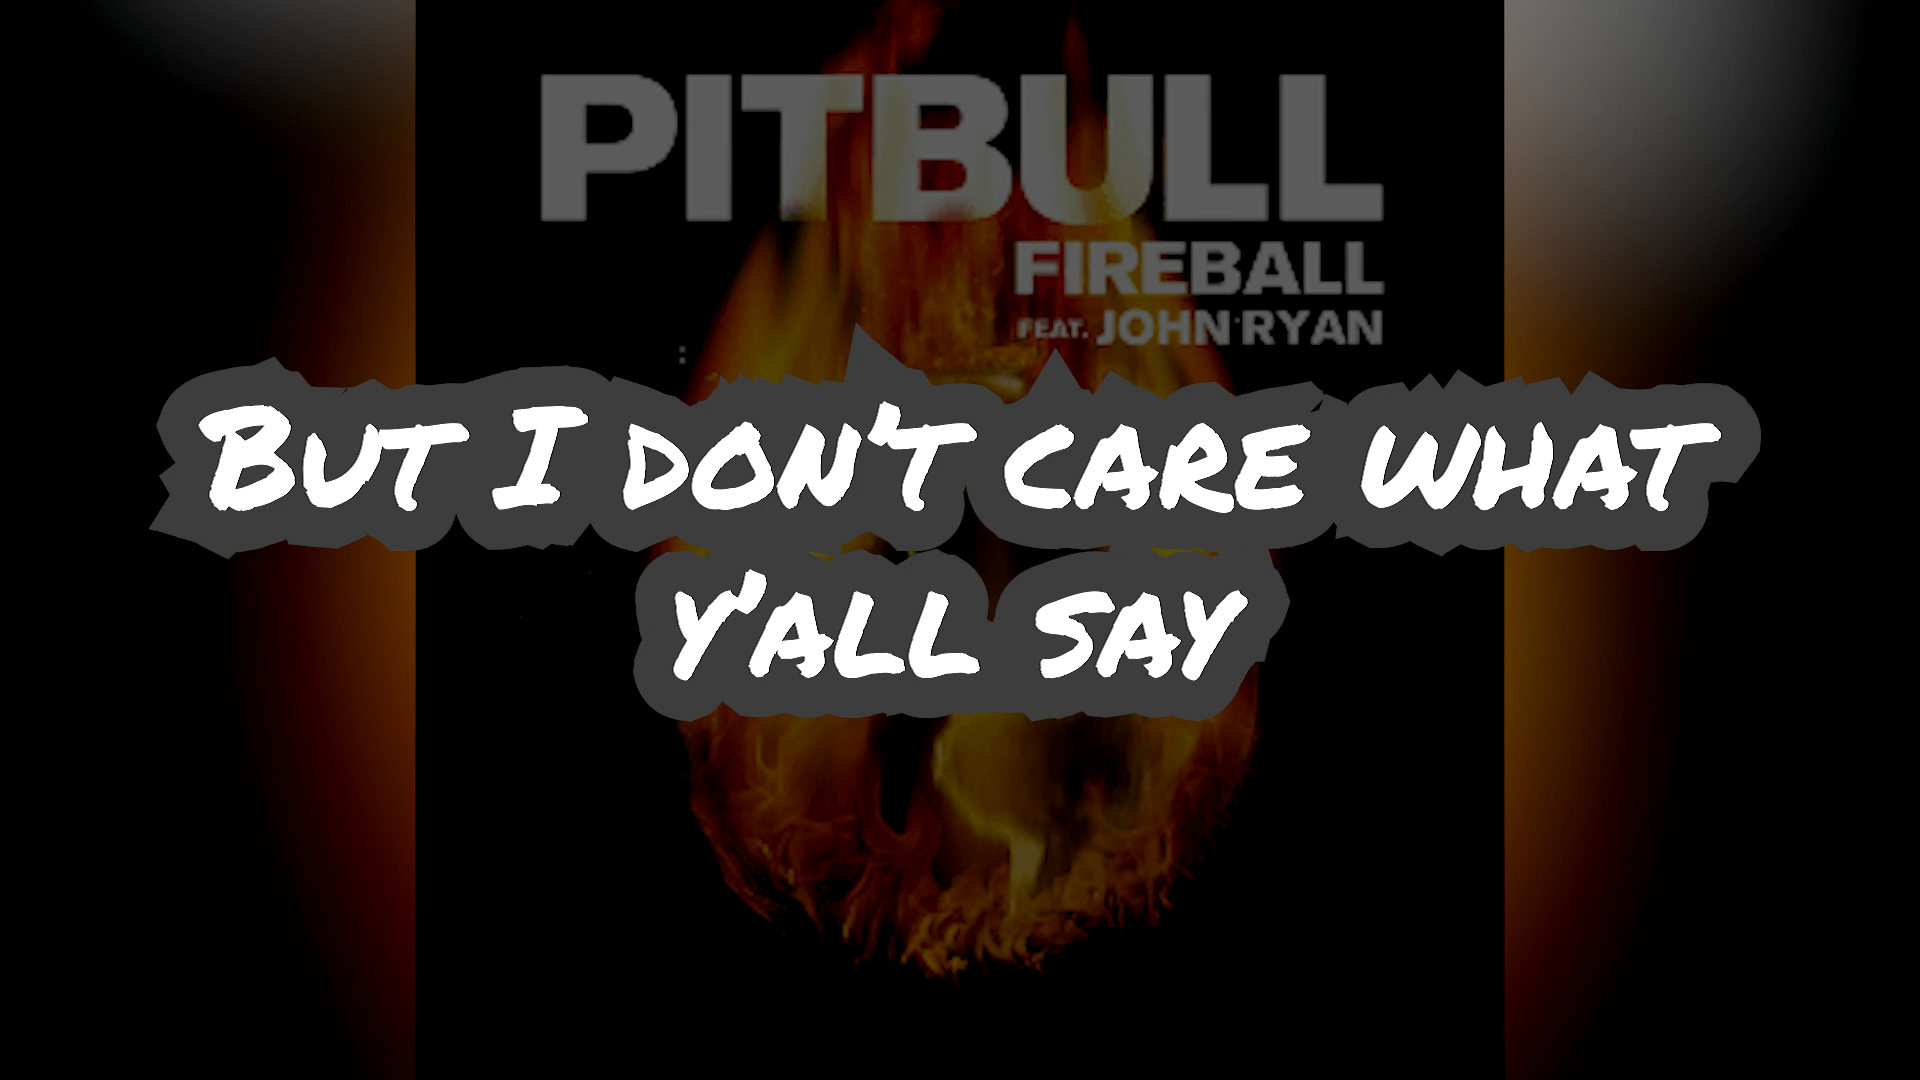 PITBULL
FIREBALL
FEAT. JOHN RYAN
BUT I DON'T CARE WHAT
Y'ALL SAY